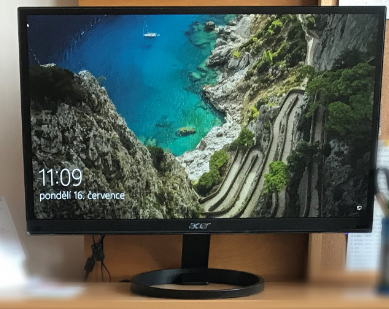 11:09
pondělí 16. července
acer